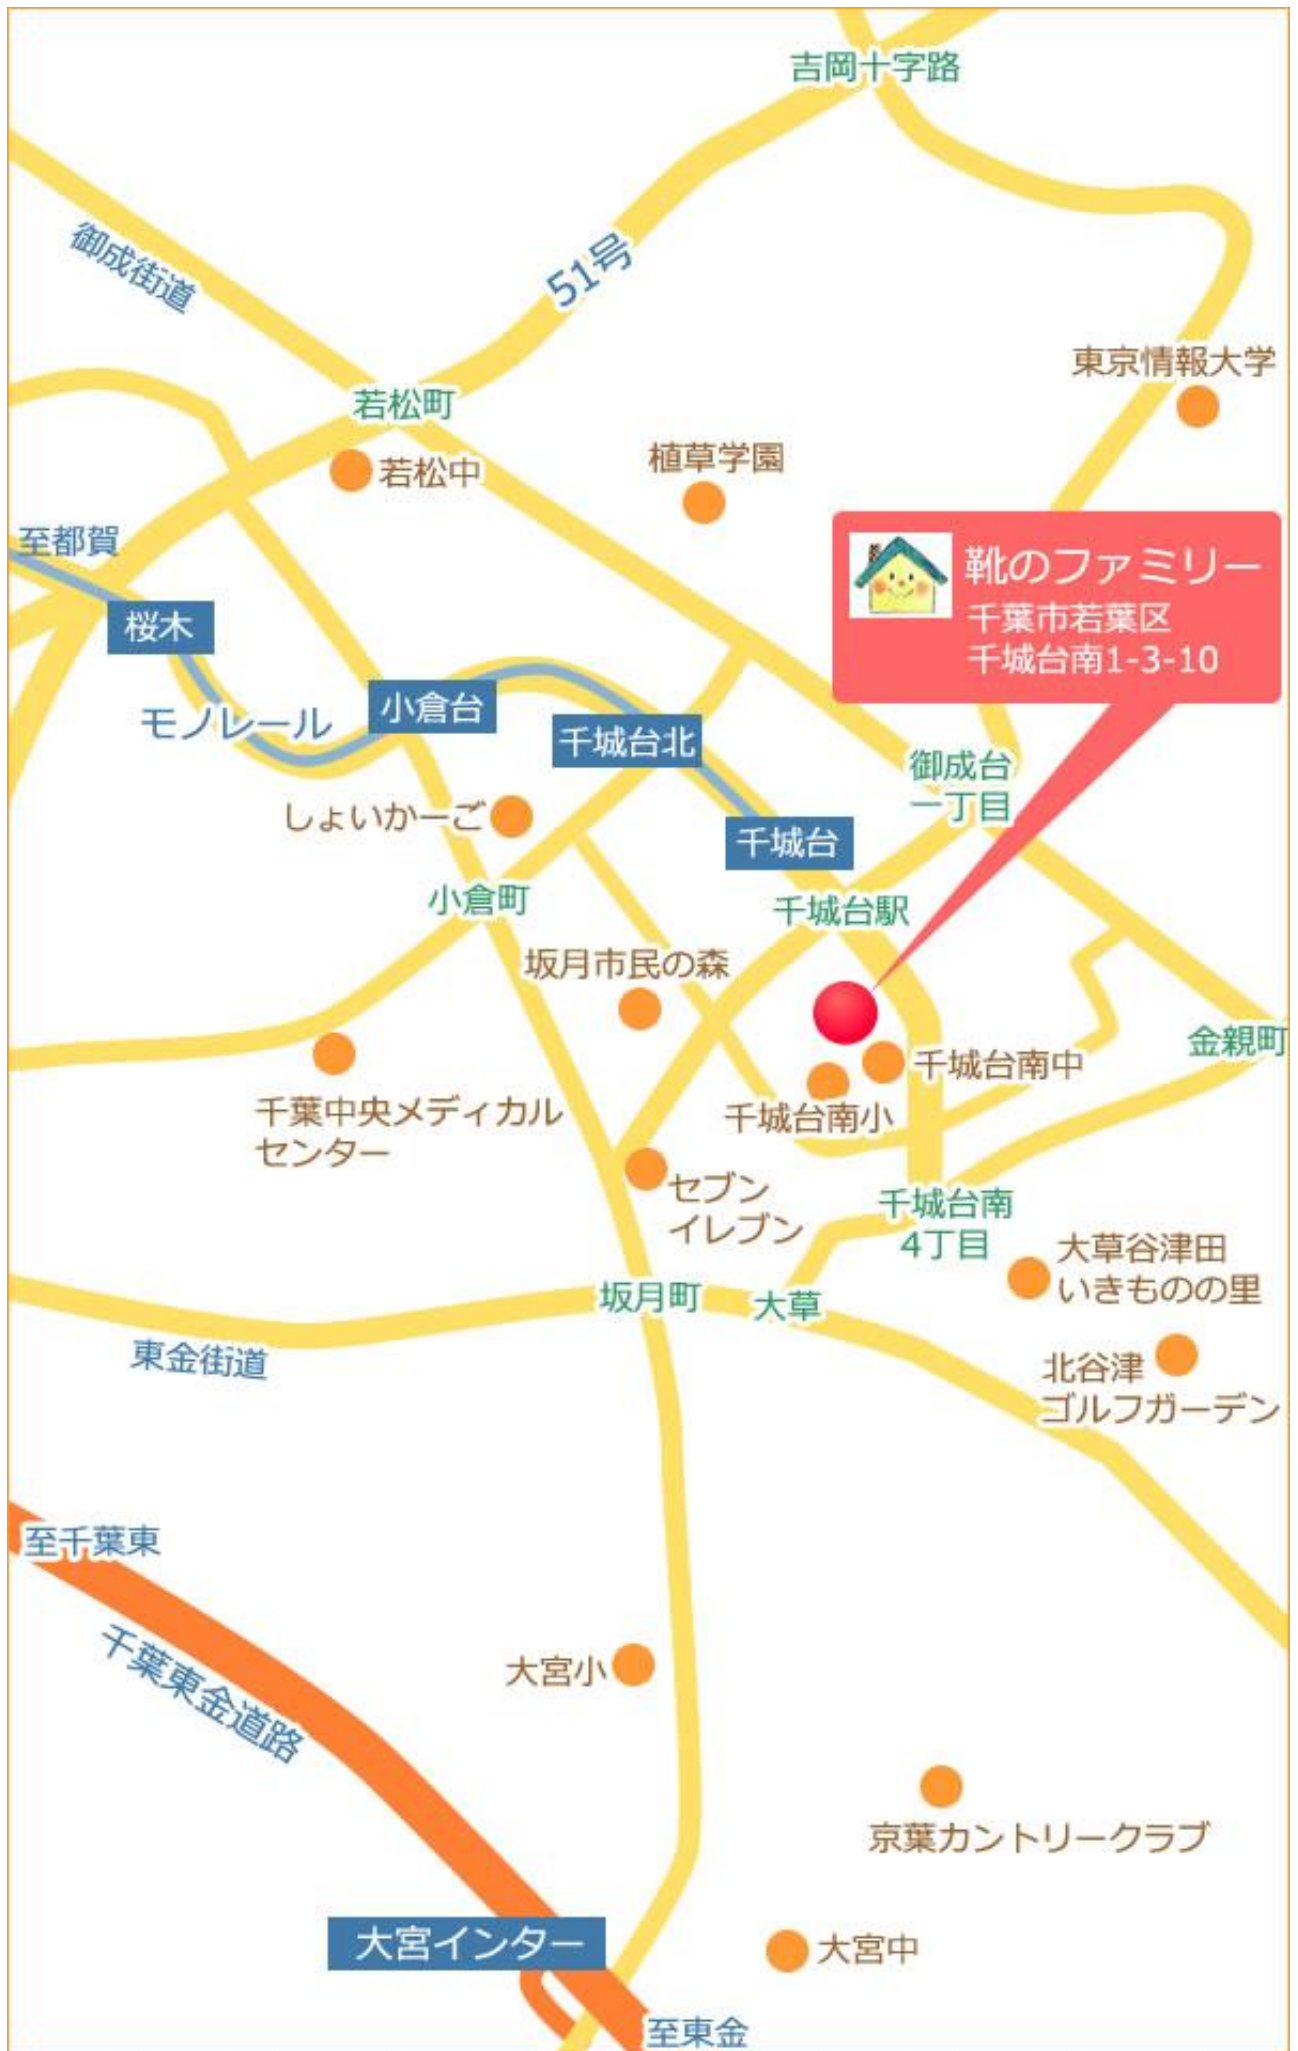 吉岡十字路
御成街道
51号
東京情報大学
若松町
若松中
植草学園
至都賀
靴のファミリー
千葉市若葉区
千城台南1-3-10
桜木
小倉台
モノレール
千城台北
御成台
一丁目
しょいかーご
千城台
小倉町
千城台駅
坂月市民の森
金親町
千城台南中
千葉中央メディカル
センター
千城台南小
セブン
イレブン
千城台南
4丁目
大草谷津田
いきものの里
坂月町
大草
東金街道
北谷津
ゴルフガーデン
至千葉東
千葉東金道路
大宮小
京葉カントリークラブ
大宮インター
大宮中
至東金